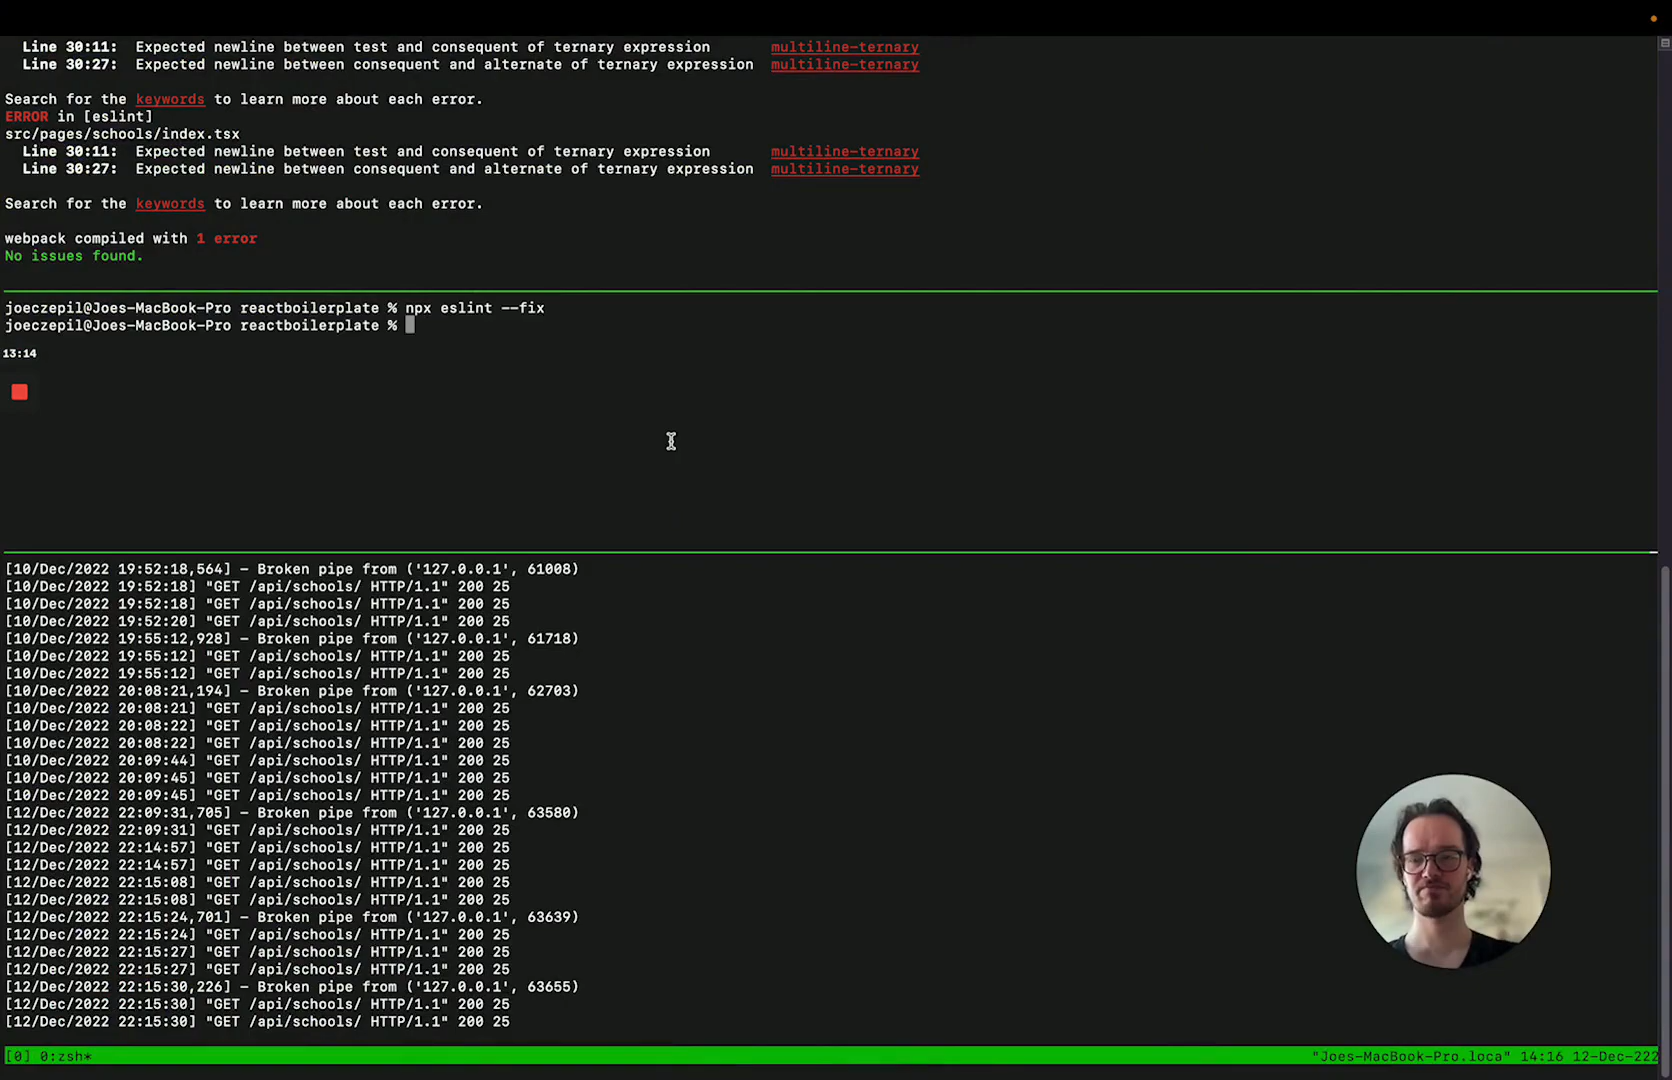 Line 30:11:  Expected newline between test and consequent of ternary expression       multiline-ternary
Line 30:27:  Expected newline between consequent and alternate of ternary expression  multiline-ternary
Search for the keywords to learn more about each error.
ERROR in [eslint]
src/pages/schools/index.tsx
Line 30:11:  Expected newline between test and consequent of ternary expression       multiline-ternary
Line 30:27:  Expected newline between consequent and alternate of ternary expression  multiline-ternary
Search for the keywords to learn more about each error.
webpack compiled with 1 error
No issues found.
joeczepil@Joes-MacBook-Pro reactboilerplate % npx eslint --fix
joeczepil@Joes-MacBook-Pro reactboilerplate %
13:14
[10/Dec/2022 19:52:18,564] - Broken pipe from ('127.0.0.1', 61008)
[10/Dec/2022 19:52:18] "GET /api/schools/ HTTP/1.1" 200 25
[10/Dec/2022 19:52:18] "GET /api/schools/ HTTP/1.1" 200 25
[10/Dec/2022 19:52:20] "GET /api/schools/ HTTP/1.1" 200 25
[10/Dec/2022 19:55:12,928] - Broken pipe from ('127.0.0.1', 61718)
[10/Dec/2022 19:55:12] "GET /api/schools/ HTTP/1.1" 200 25
[10/Dec/2022 19:55:12] "GET /api/schools/ HTTP/1.1" 200 25
[10/Dec/2022 20:08:21,194] - Broken pipe from ('127.0.0.1', 62703)
[10/Dec/2022 20:08:21] "GET /api/schools/ HTTP/1.1" 200 25
[10/Dec/2022 20:08:22] "GET /api/schools/ HTTP/1.1" 200 25
[10/Dec/2022 20:08:22] "GET /api/schools/ HTTP/1.1" 200 25
[10/Dec/2022 20:09:44] "GET /api/schools/ HTTP/1.1" 200 25
[10/Dec/2022 20:09:45] "GET /api/schools/ HTTP/1.1" 200 25
[10/Dec/2022 20:09:45] "GET /api/schools/ HTTP/1.1" 200 25
[12/Dec/2022 22:09:31,705] - Broken pipe from ('127.0.0.1', 63580)
[12/Dec/2022 22:09:31] "GET /api/schools/ HTTP/1.1" 200 25
[12/Dec/2022 22:14:57] "GET /api/schools/ HTTP/1.1" 200 25
[12/Dec/2022 22:14:57] "GET /api/schools/ HTTP/1.1" 200 25
[12/Dec/2022 22:15:08] "GET /api/schools/ HTTP/1.1" 200 25
[12/Dec/2022 22:15:08] "GET /api/schools/ HTTP/1.1" 200 25
[12/Dec/2022 22:15:24,701] - Broken pipe from ('127.0.0.1', 63639)
[12/Dec/2022 22:15:24] "GET /api/schools/ HTTP/1.1" 200 25
[12/Dec/2022 22:15:27] "GET /api/schools/ HTTP/1.1" 200 25
[12/Dec/2022 22:15:27] "GET /api/schools/ HTTP/1.1" 200 25
[12/Dec/2022 22:15:30,226] - Broken pipe from ('127.0.0.1', 63655)
[12/Dec/2022 22:15:30] "GET /api/schools/ HTTP/1.1" 200 25
[12/Dec/2022 22:15:30] "GET /api/schools/ HTTP/1.1" 200 25
[0] 0:zsh*    "Joes-MacBook-Pro.loca" 14:16 12-Dec-222